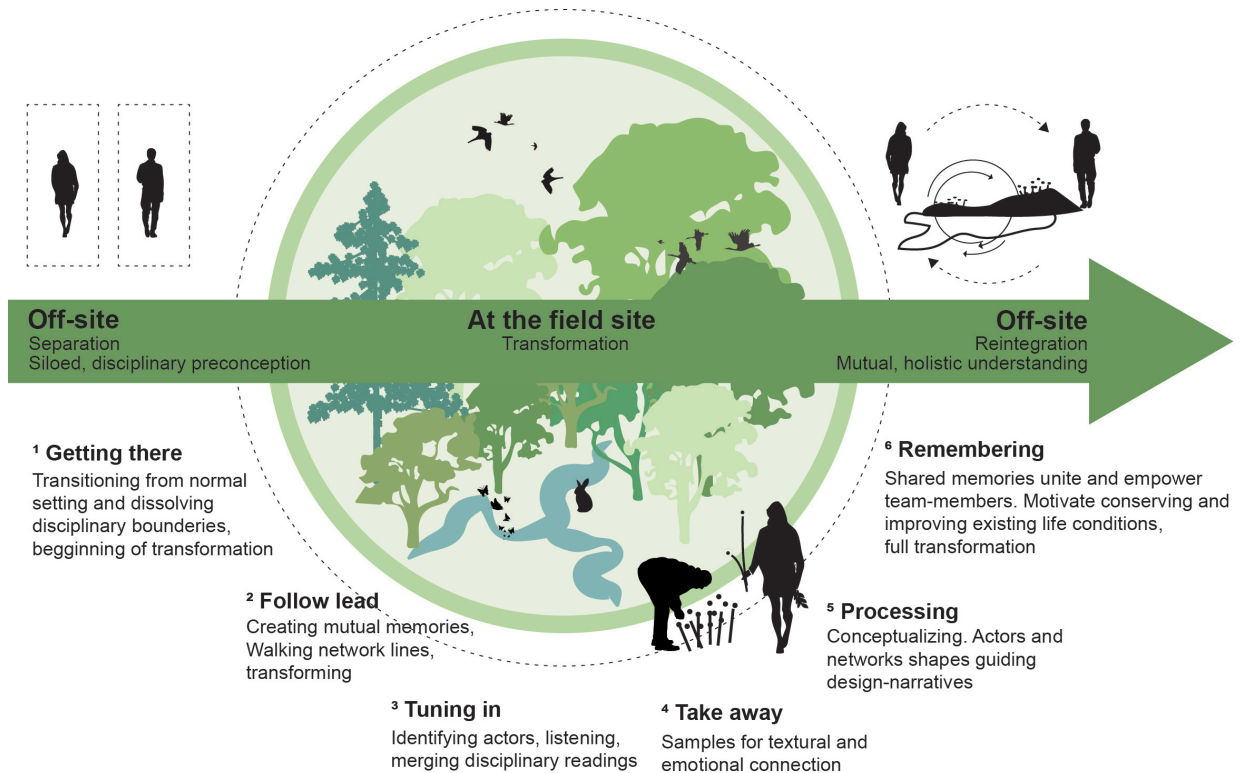 Off-site
Separation
Siloed, disciplinary preconception
At the field site
Transformation
Off-site
Reintegration
Mutual, holistic understanding
¹ Getting there
Transitioning from normal
setting and dissolving
disciplinary bounderies,
begginning of transformation
² Follow lead
Creating mutual memories,
Walking network lines,
transforming
³ Tuning in
Identifying actors, listening,
merging disciplinary readings
⁴ Take away
Samples for textural and
emotional connection
⁵ Processing
Conceptualizing. Actors and
networks shapes guiding
design-narratives
⁶ Remembering
Shared memories unite and empower
team-members. Motivate conserving and
improving existing life conditions,
full transformation